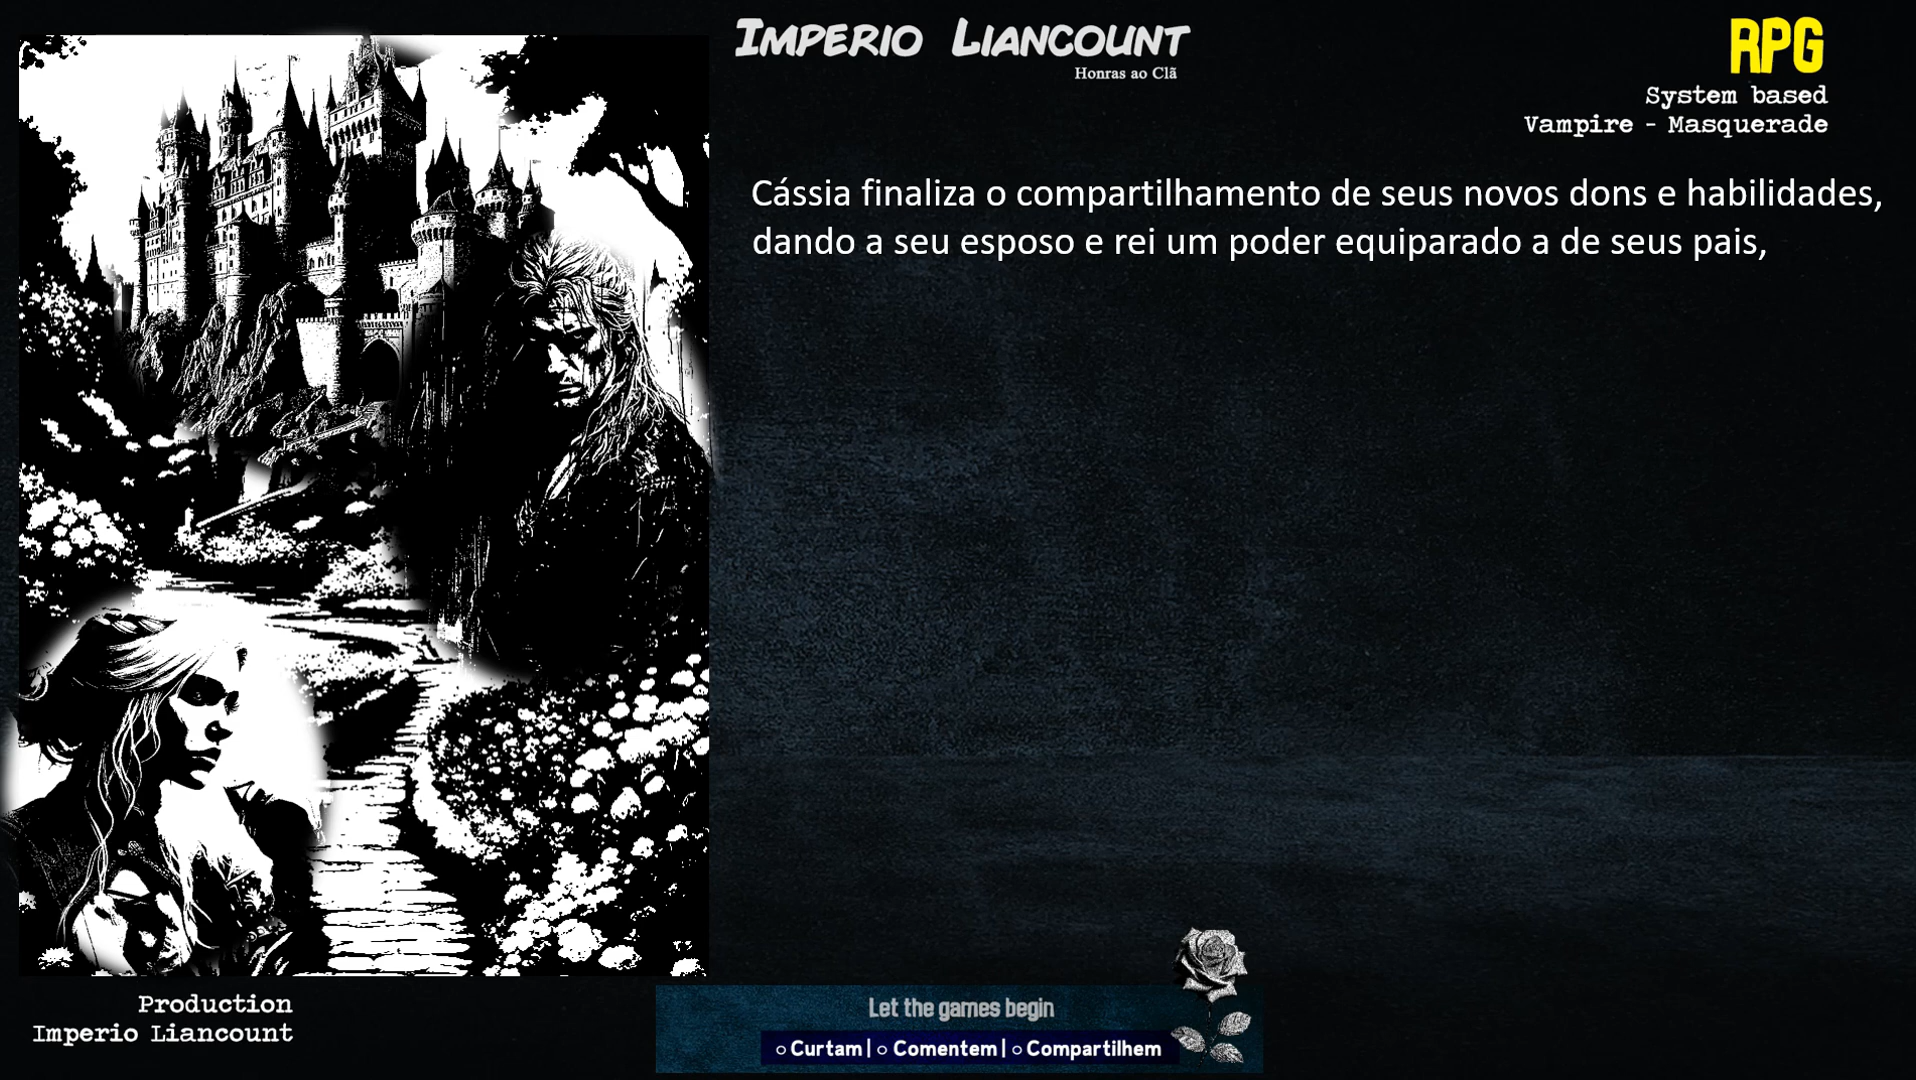 Imperio Liancount
Honras ao Clã
RPG
System based
Vampire - Masquerade
Cássia finaliza o compartilhamento de seus novos dons e habilidades,
dando a seu esposo e rei um poder equiparado a de seus pais,
Production
Imperio Liancount
Let the games begin
○ Curtam | ○ Comentem | ○ Compartilhem